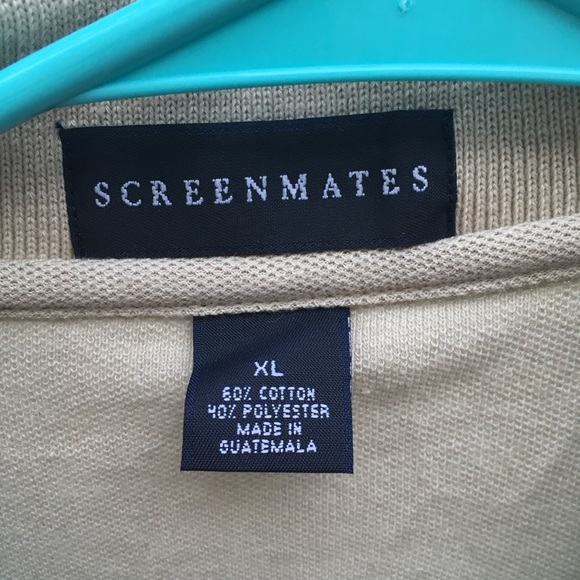 SCREENMATES
XL
60% COTTON
40% POLYESTER
MADE IN
GUATEMALA